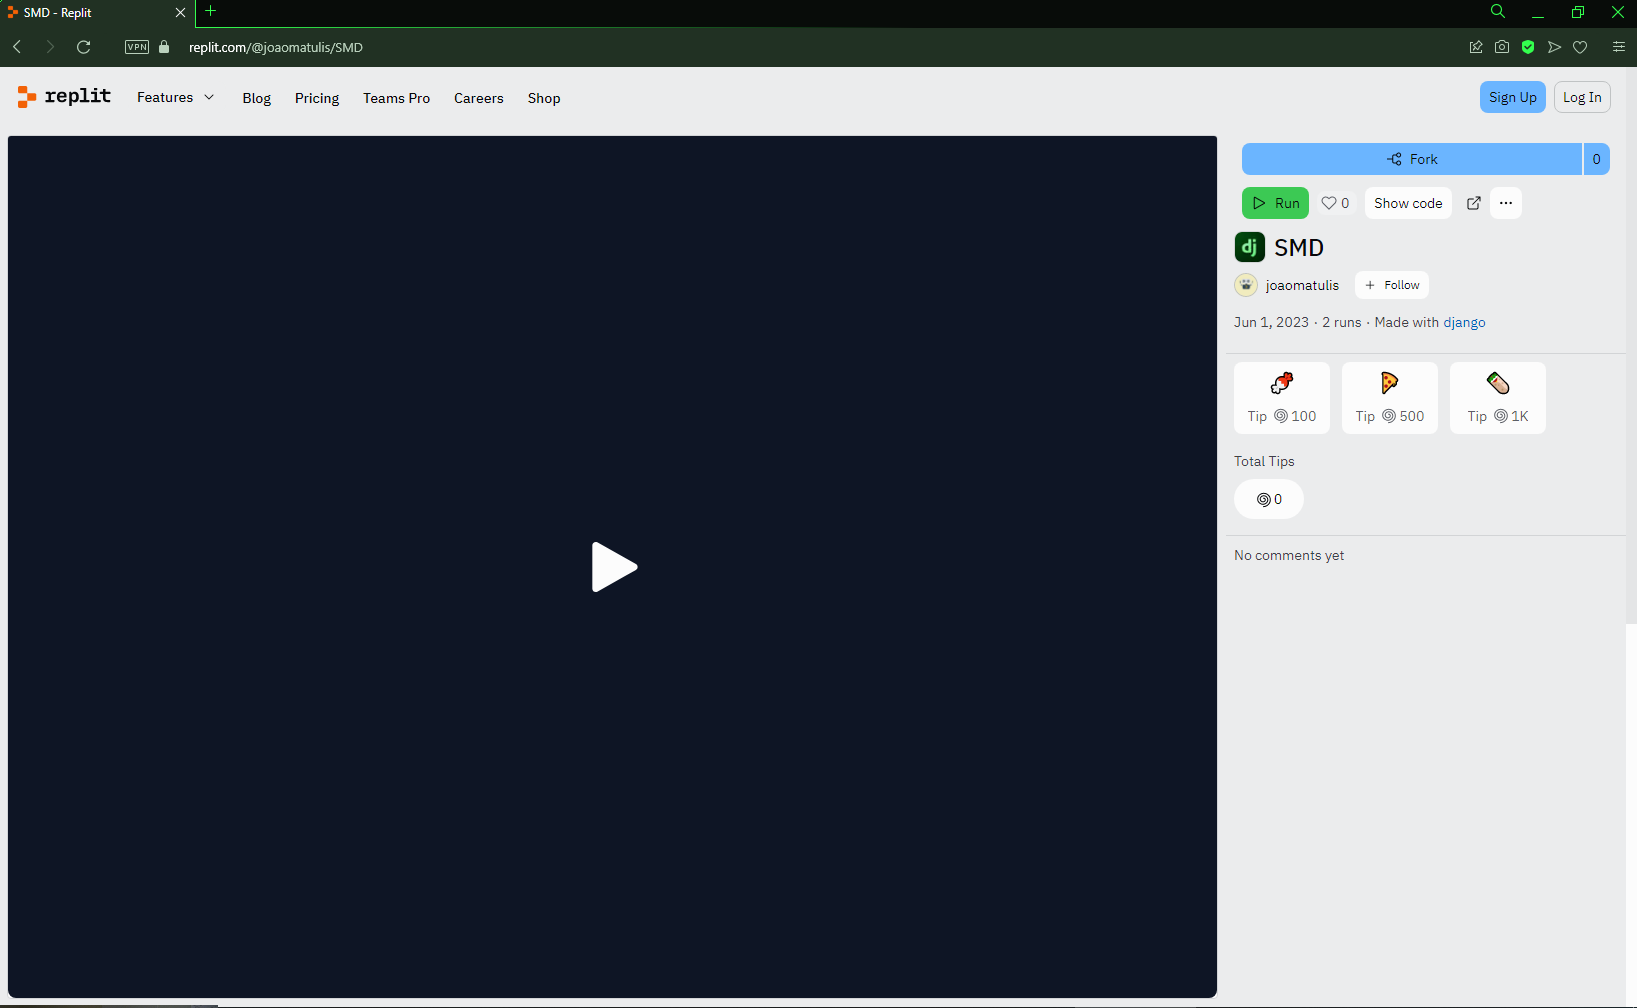 SMD - Replit
VPN replit.com/@joaomatulis/SMD
replit Features Blog Pricing Teams Pro Careers Shop Sign Up Log In
Fork 0
Run 0 Show code
dj SMD
joaomatulis + Follow
Jun 1, 2023 · 2 runs · Made with django
Tip 100 Tip 500 Tip 1K
Total Tips
0
No comments yet